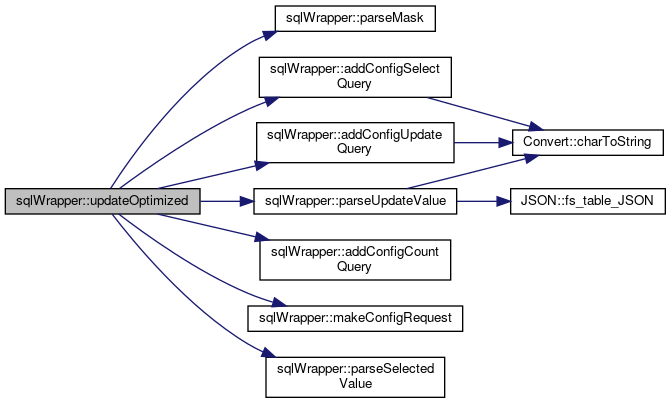 sqlWrapper::parseMask
sqlWrapper::addConfigSelect
Query
sqlWrapper::addConfigUpdate
Query
Convert::charToString
sqlWrapper::updateOptimized
sqlWrapper::parseUpdateValue
JSON::fs_table_JSON
sqlWrapper::addConfigCount
Query
sqlWrapper::makeConfigRequest
sqlWrapper::parseSelected
Value